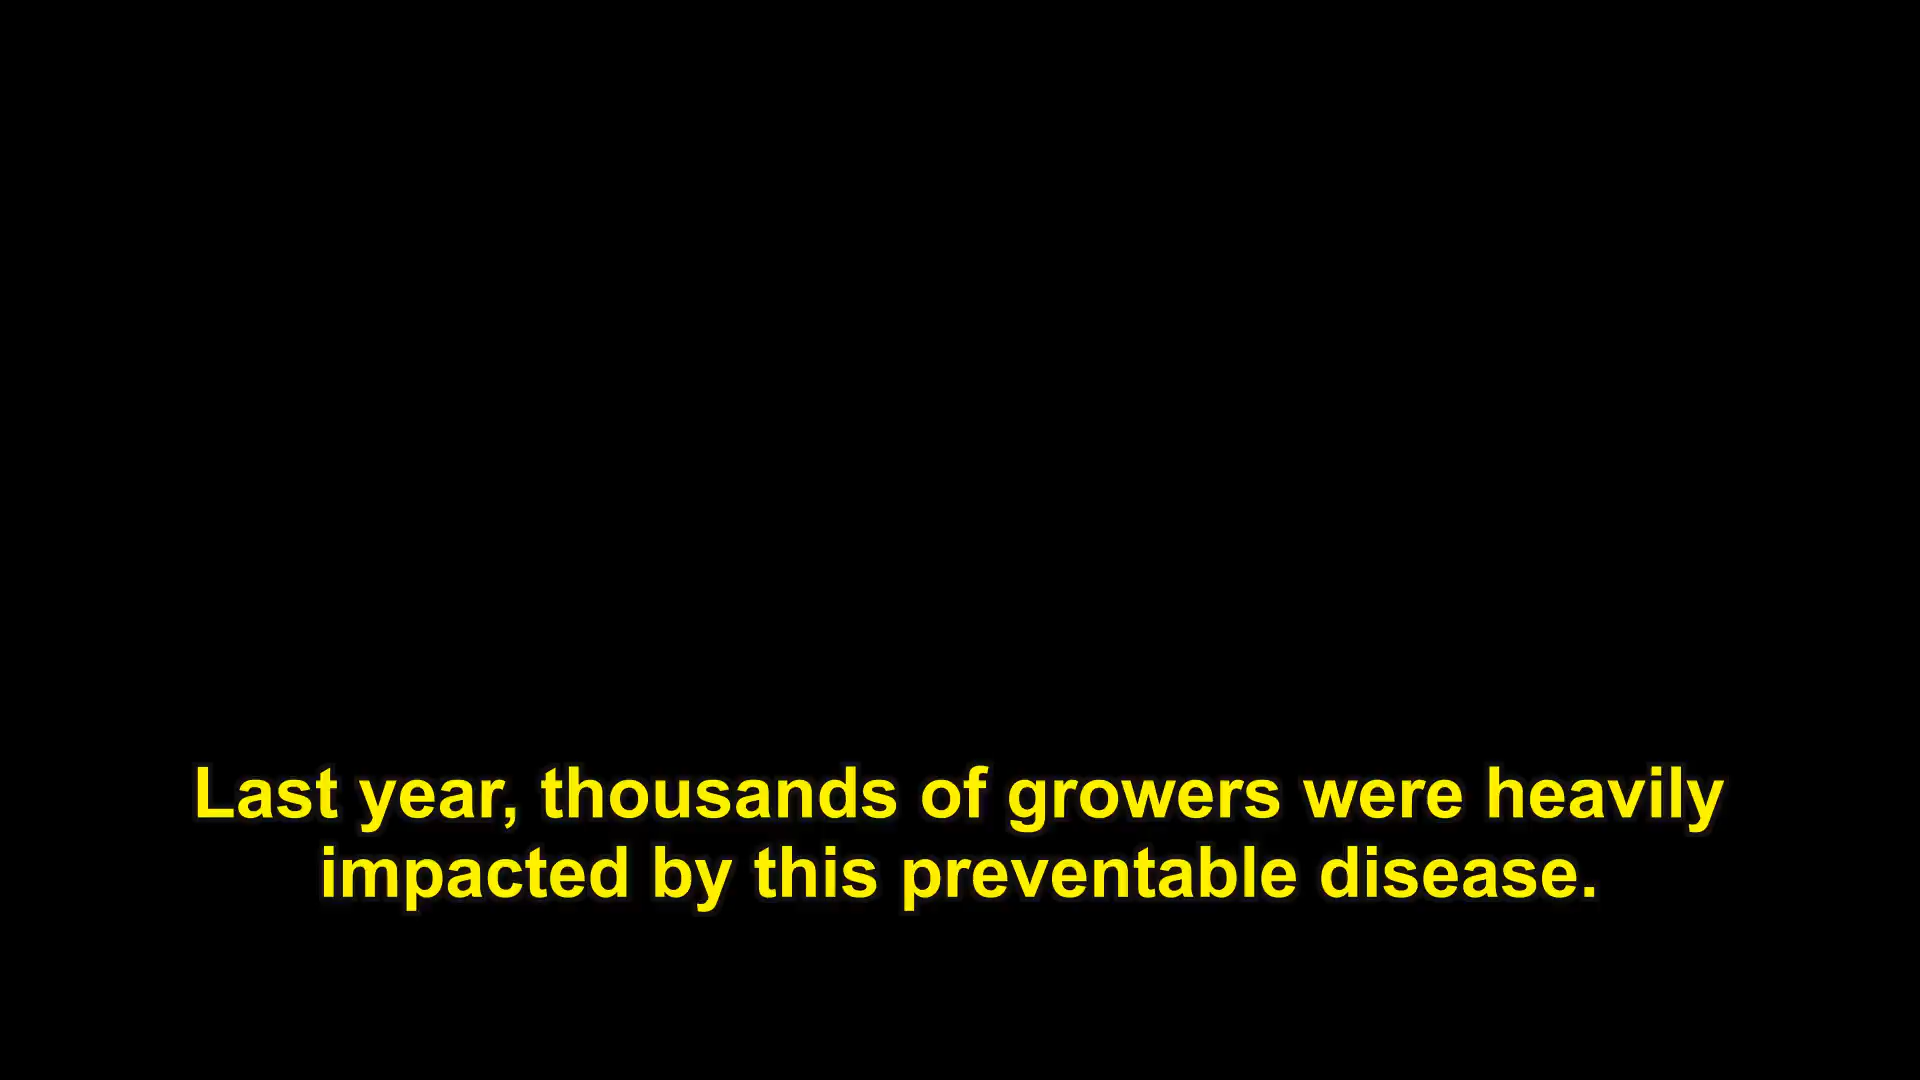 Last year, thousands of growers were heavily
impacted by this preventable disease.